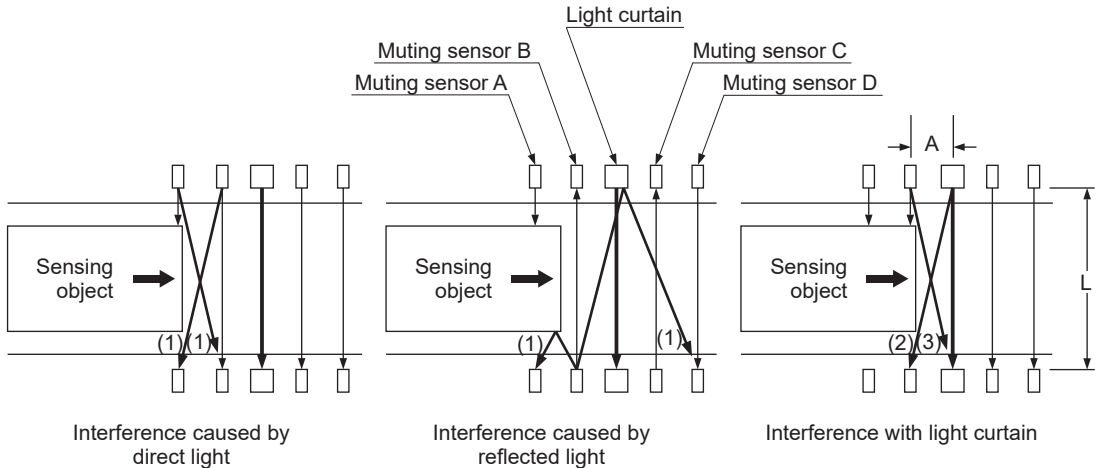 Light curtain
Muting sensor B
Muting sensor C
Muting sensor A
Muting sensor D
A
Sensing
object
(1)
(1)
Sensing
object
(1)
(1)
Sensing
object
L
(2)
(3)
Interference caused by
direct light
Interference caused by
reflected light
Interference with light curtain